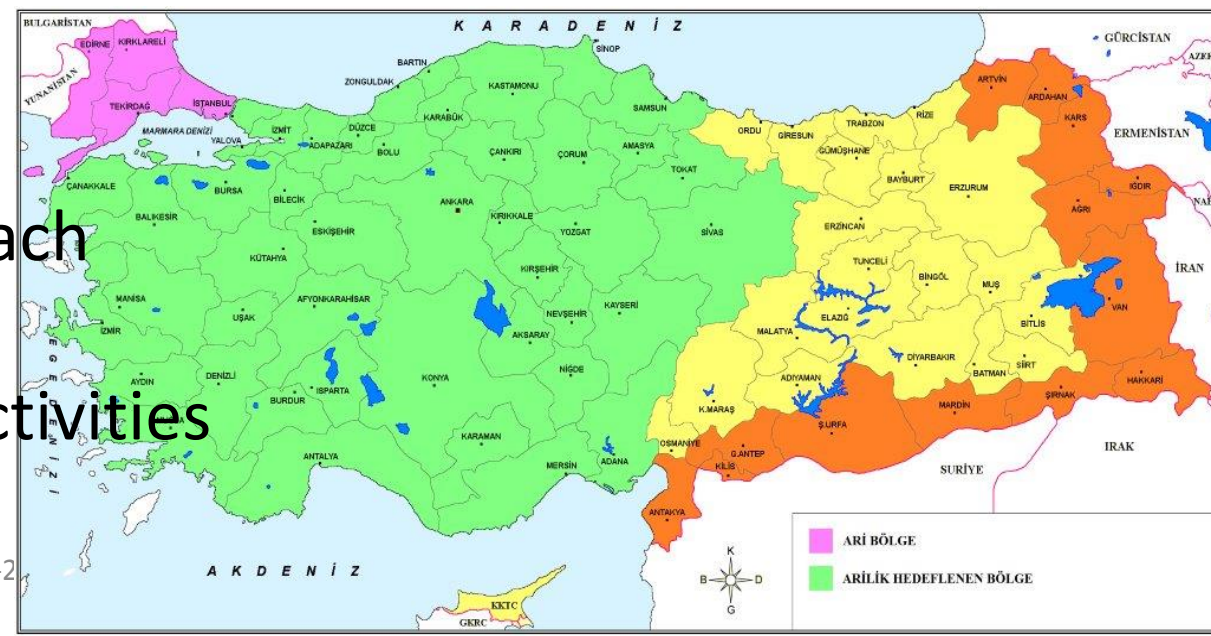 BULGARİSTAN
K A R A D E N İ Z
GÜRCİSTAN
EDİRNE
KIRKLARELİ
SİNOP
AZER
BARTIN
YUNANİSTAN
ZONGULDAK
KASTAMONU
ARTVİN
TEKİRDAĞ
İSTANBUL
SAMSUN
ARDAHAN
KARABÜK
RİZE
KARS
MARMARA DENİZİ
YALOVA
İZMİT
ADAPAZARI
DÜZCE
BOLU
ORDU
GİRESUN
TRABZON
ERMENİSTAN
ÇANKIRI
ÇORUM
AMASYA
GÜMÜŞHANE
TOKAT
BAYBURT
ÇANAKKALE
BURSA
BİLECİK
ERZURUM
IĞDIR
BALIKESİR
ANKARA
KIRIKKALE
AĞRI
ach
ESKİŞEHİR
YOZGAT
SİVAS
ERZİNCAN
KÜTAHYA
TUNCELİ
İRAN
KIRŞEHİR
BİNGÖL
MUŞ
MANİSA
AFYONKARAHİSAR
UŞAK
NEVŞEHİR
KAYSERİ
ELAZIĞ
VAN
İZMİR
AKSARAY
MALATYA
BİTLİS
EGE DENİZİ
DİYARBAKIR
AYDIN
DENİZLİ
ISPARTA
KONYA
NİĞDE
ADIYAMAN
BATMAN
SİİRT
HAKKARİ
BURDUR
K.MARAŞ
MARDİN
ŞIRNAK
ctivities
Ş.URFA
KARAMAN
OSMANİYE
G.ANTEP
IRAK
ANTALYA
MERSİN
ADANA
KİLİS
SURİYE
ANTAKYA
ARİ BÖLGE
K
B
D
G
ARİLİK HEDEFLENEN BÖLGE
A K D E N İ Z
KKTC
GKRC